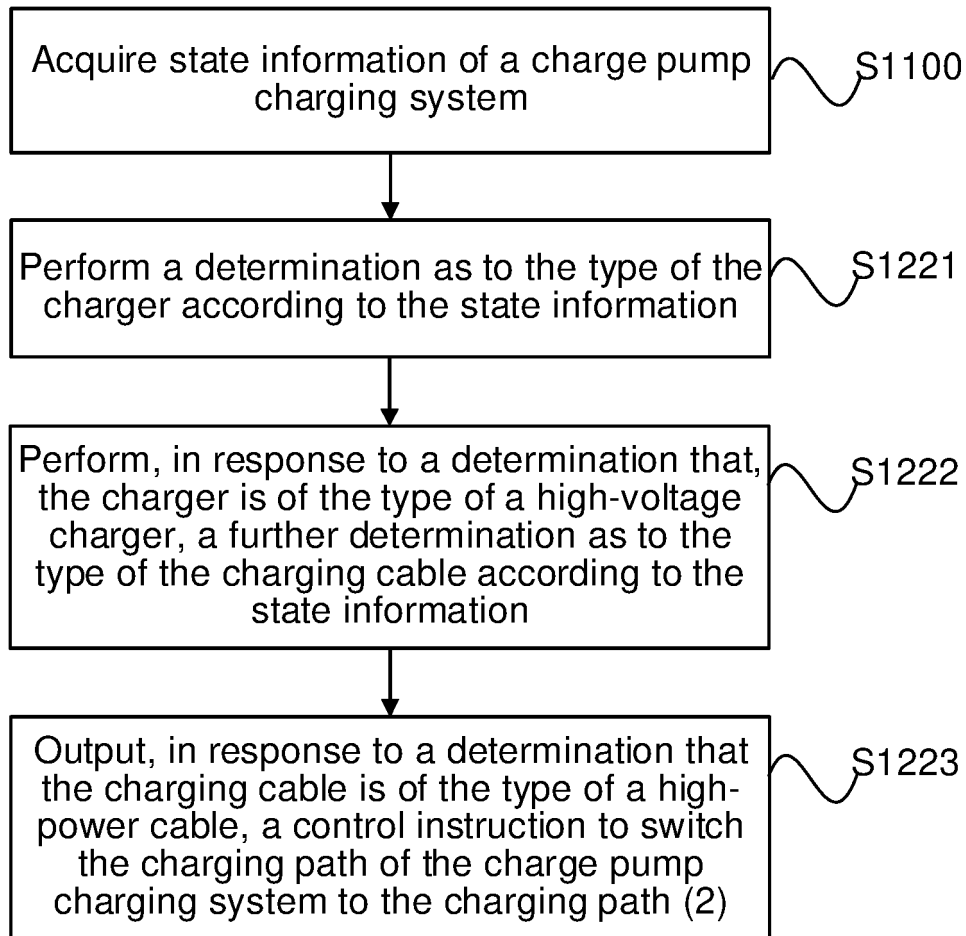 Acquire state information of a charge pump
charging system
S1100
Perform a determination as to the type of the
charger according to the state information
S1221
Perform, in response to a determination that,
the charger is of the type of a high-voltage
charger, a further determination as to the
type of the charging cable according to the
state information
S1222
Output, in response to a determination that
the charging cable is of the type of a high-
power cable, a control instruction to switch
the charging path of the charge pump
charging system to the charging path (2)
S1223